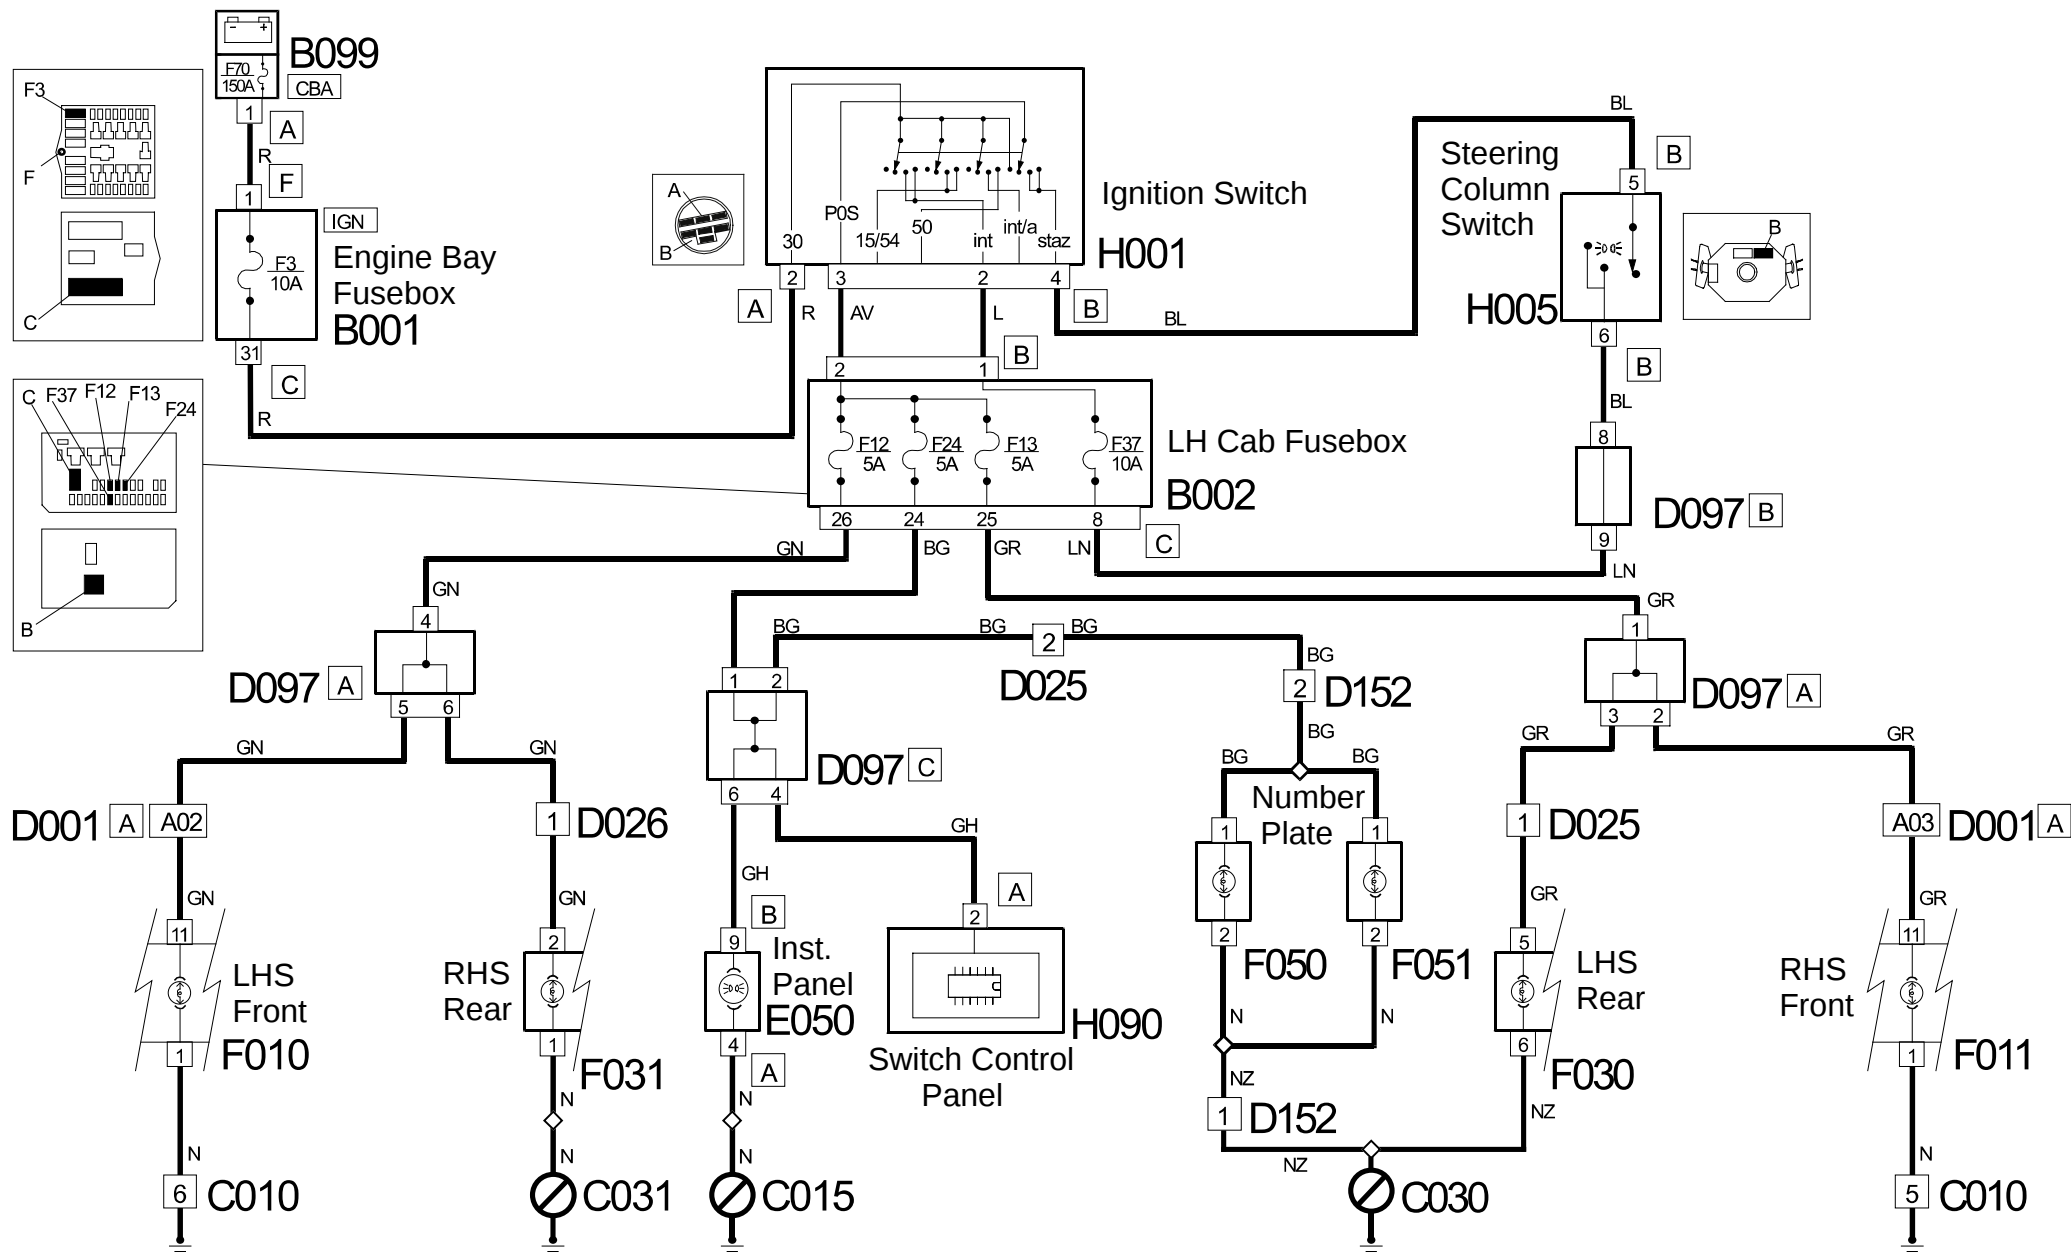 B099
F70
150A
CBA
1
A
R
F
1
F3
F
C
IGN
F3
10A
Engine Bay
Fusebox
B001
31
C
R
A
B
P0S
30
15/54
50
int
int/a
staz
Ignition Switch
H001
2
3
2
4
A
R
AV
L
B
BL
BL
Steering
Column
Switch
B
5
H005
6
B
BL
B
8
9
D097
B
LN
C
F37
F12
F13
F24
B
B
2
1
F12
5A
F24
5A
F13
5A
F37
10A
LH Cab Fusebox
B002
26
24
25
8
C
GN
BG
GR
LN
GN
4
D097
A
5
6
GN
GN
BG
BG
2
BG
D025
BG
2
D152
BG
1
2
D097
C
6
4
GR
1
D097
A
3
2
GR
GR
D001
A
A02
1
D026
GH
GH
BG
BG
Number
Plate
1
1
1
D025
A03
D001
A
GN
GN
GR
GR
11
LHS
Front
1
F010
2
RHS
Rear
1
F031
B
9
Inst.
Panel
E050
4
A
A
2
H090
Switch Control
Panel
2
F050
2
F051
N
N
5
LHS
Rear
6
F030
11
RHS
Front
1
F011
N
N
NZ
1
D152
NZ
NZ
N
N
N
N
6
C010
C031
C015
C030
5
C010